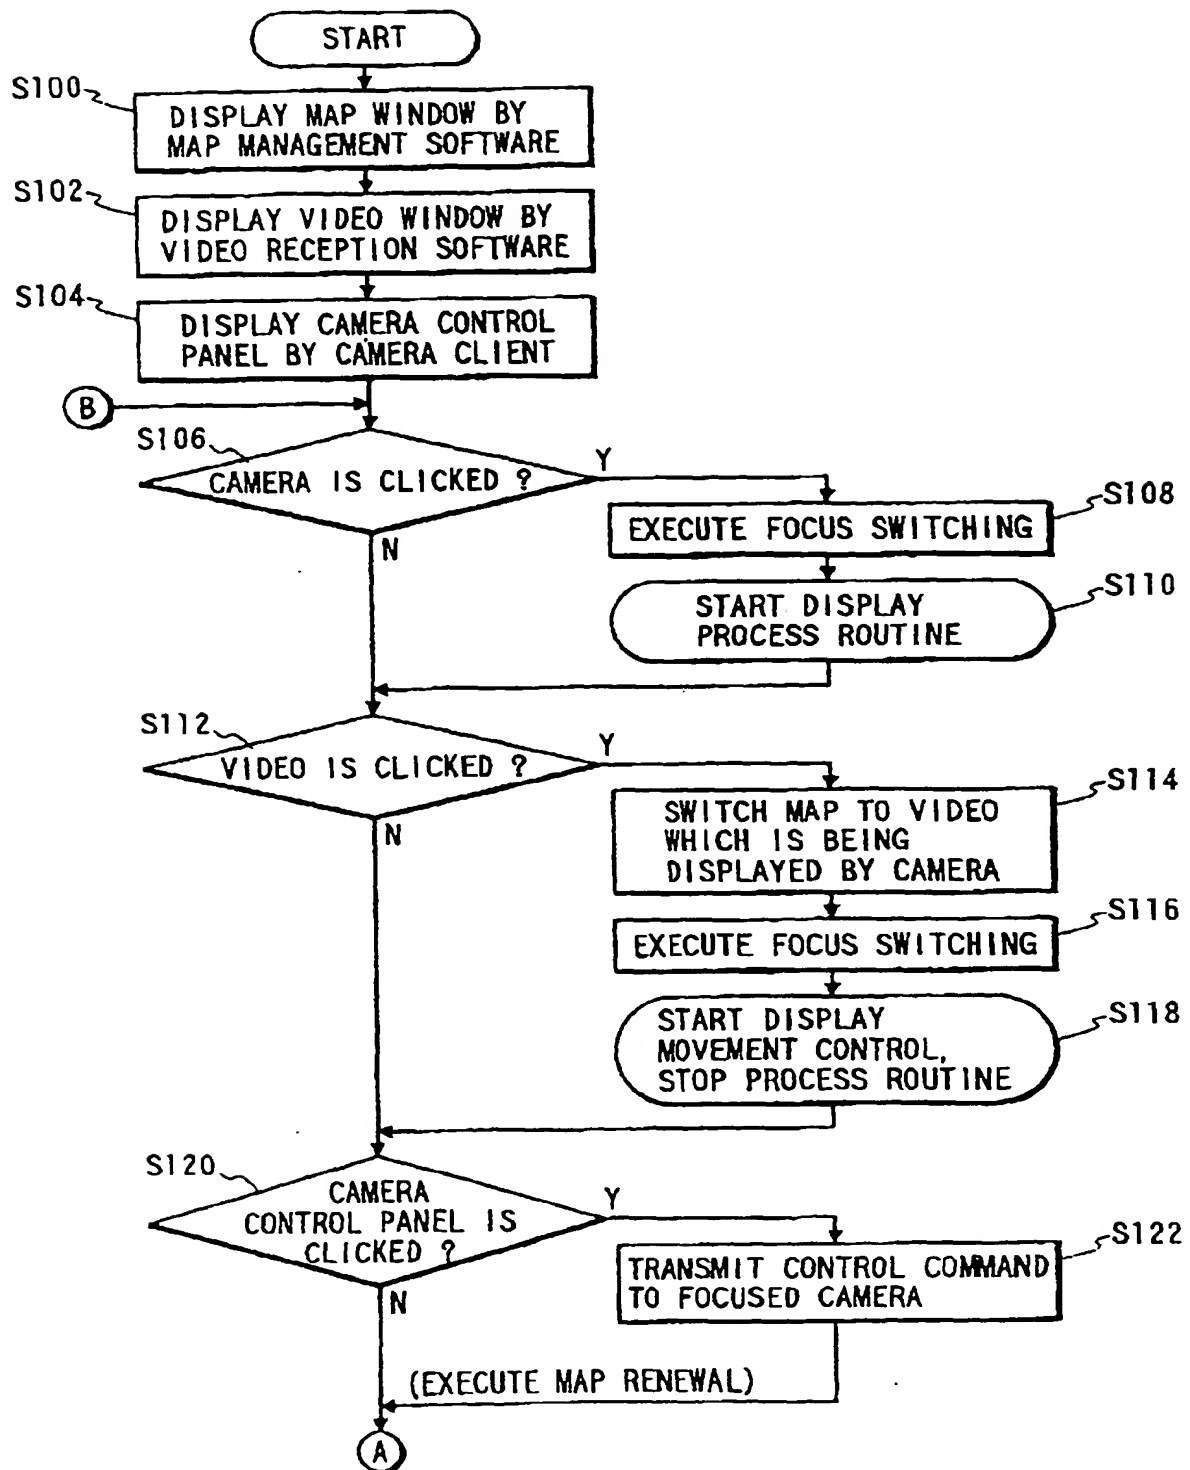 START
S100
DISPLAY MAP WINDOW BY
MAP MANAGEMENT SOFTWARE
S102
DISPLAY VIDEO WINDOW BY
VIDEO RECEPTION SOFTWARE
S104
DISPLAY CAMERA CONTROL
PANEL BY CAMERA CLIENT
B
S106
CAMERA IS CLICKED ?
Y
N
S108
EXECUTE FOCUS SWITCHING
S110
START DISPLAY
PROCESS ROUTINE
S112
VIDEO IS CLICKED ?
Y
N
S114
SWITCH MAP TO VIDEO
WHICH IS BEING
DISPLAYED BY CAMERA
S116
EXECUTE FOCUS SWITCHING
S118
START DISPLAY
MOVEMENT CONTROL,
STOP PROCESS ROUTINE
S120
CAMERA
CONTROL PANEL IS
CLICKED ?
Y
N
S122
TRANSMIT CONTROL COMMAND
TO FOCUSED CAMERA
(EXECUTE MAP RENEWAL)
A